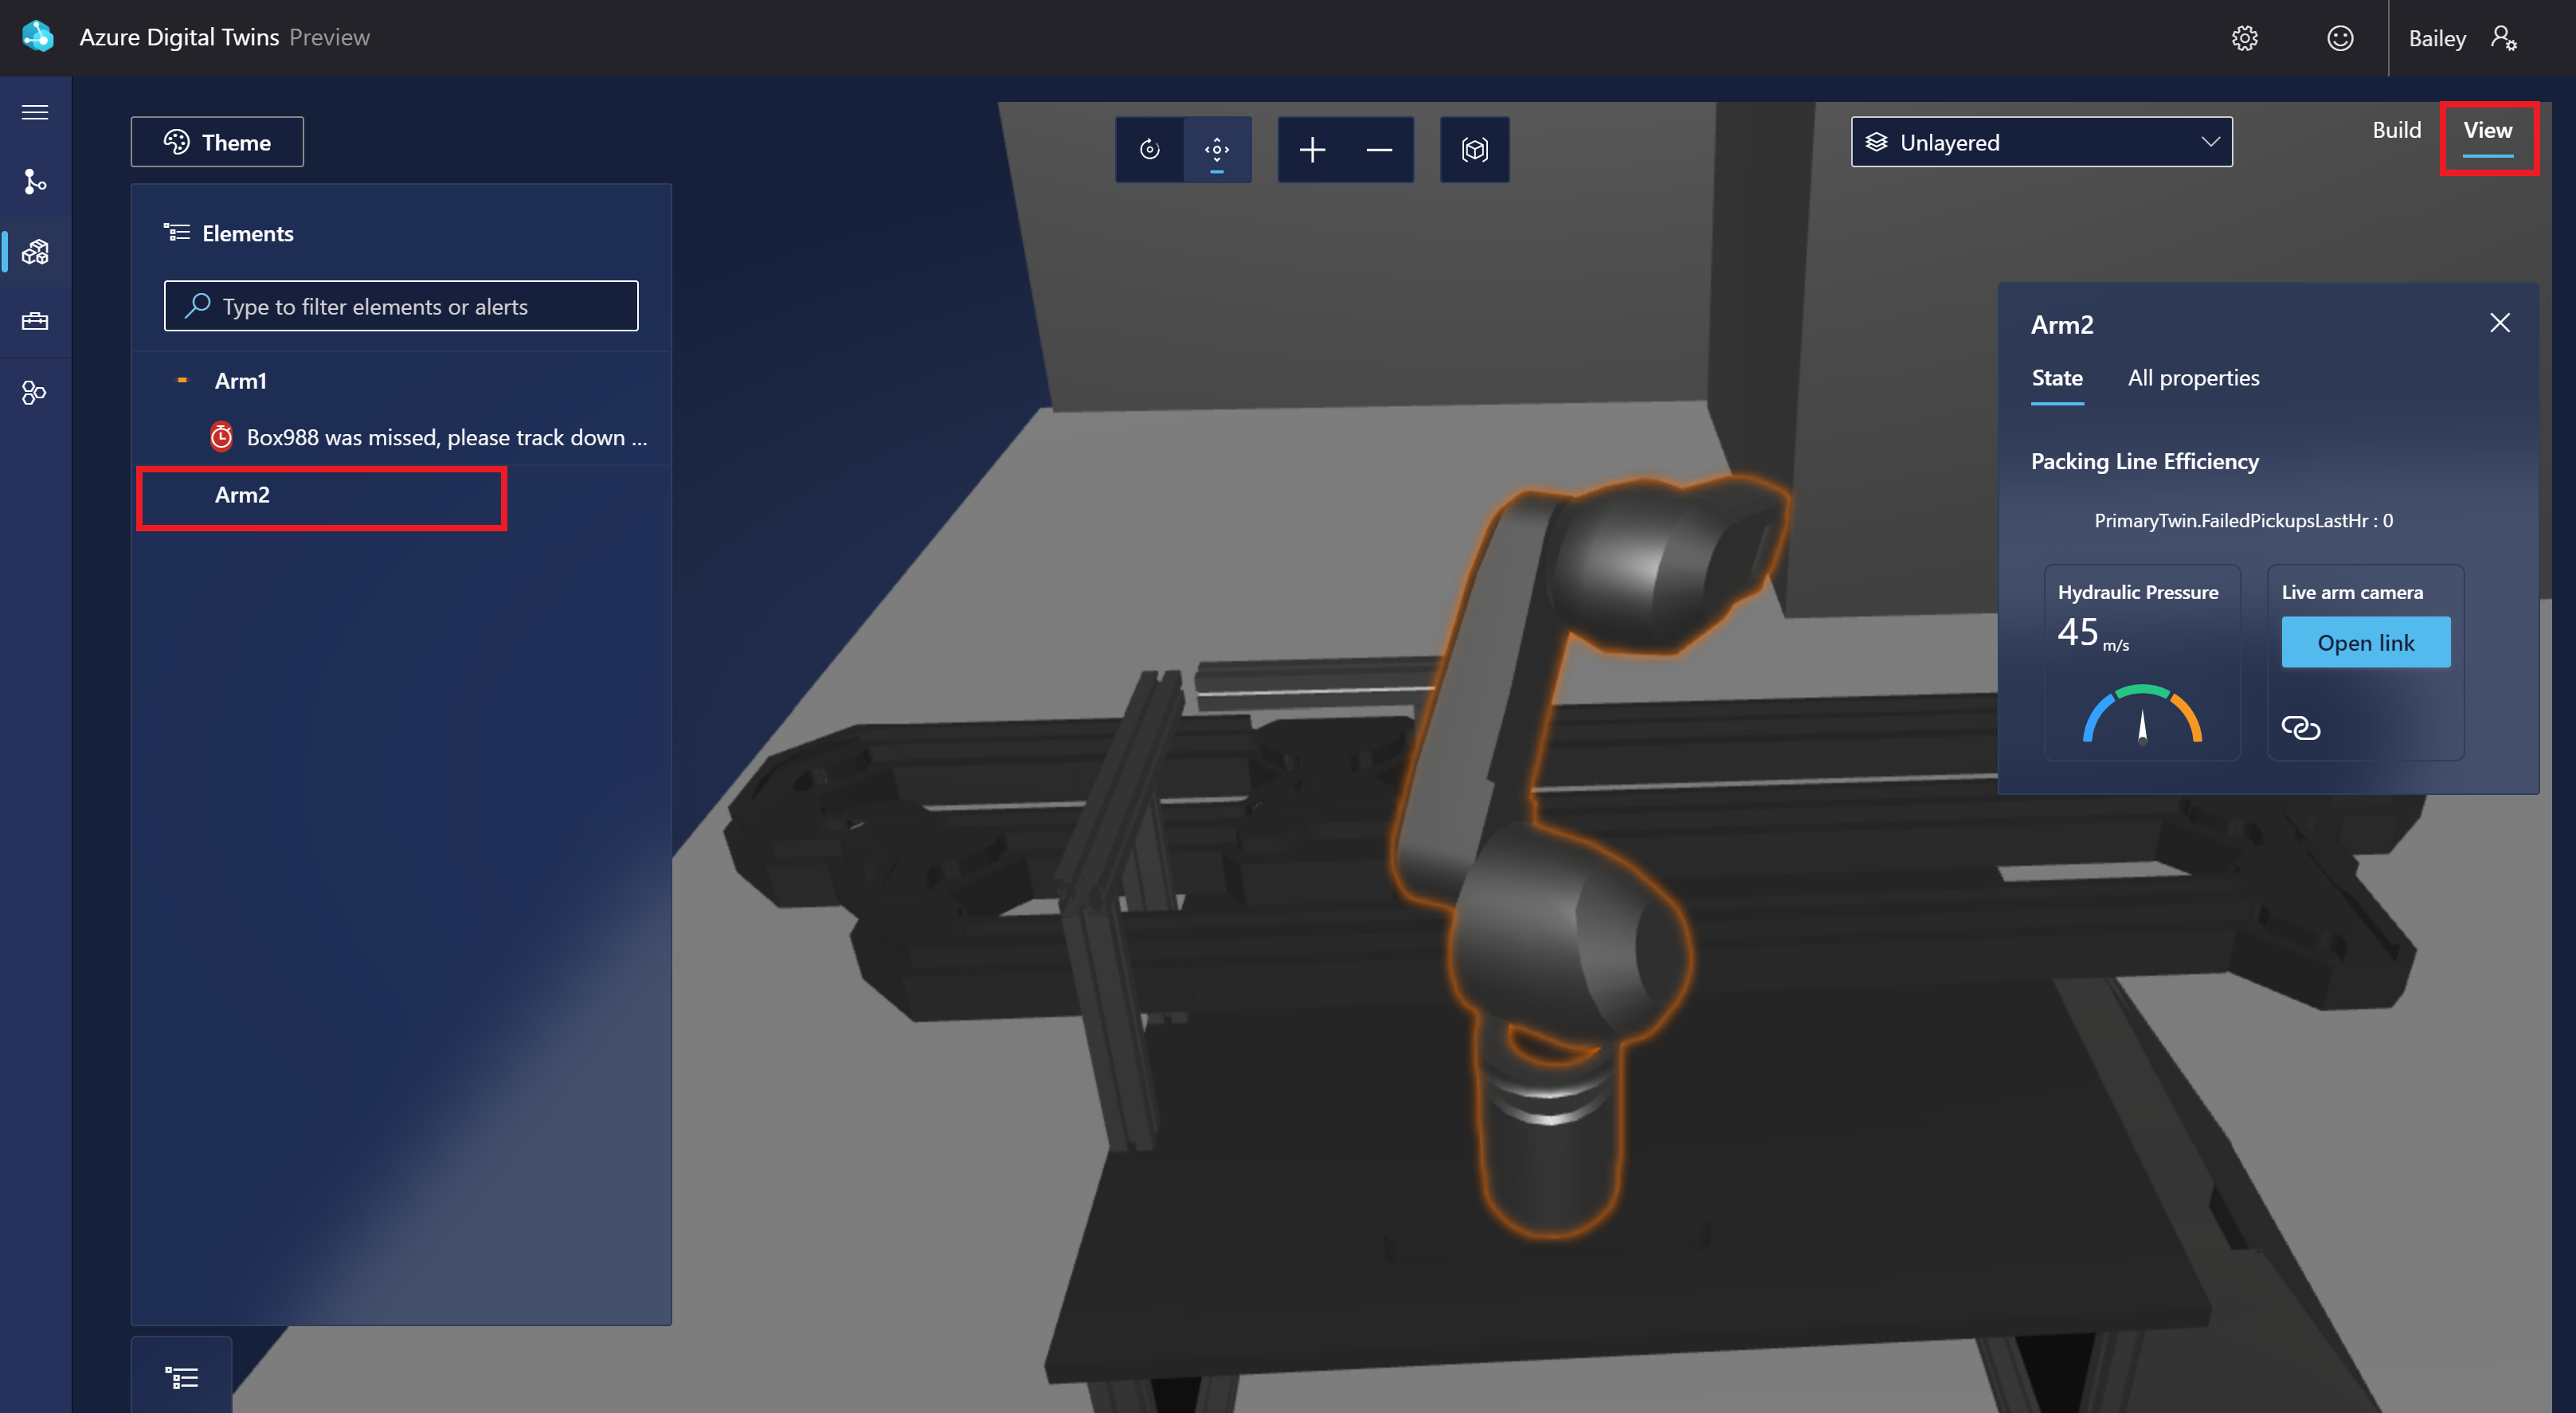 Azure Digital Twins Preview
Bailey
Theme
Unlayered
Build
View
Elements
Type to filter elements or alerts
Arm1
Box988 was missed, please track down ...
Arm2
Arm2
State
All properties
Packing Line Efficiency
PrimaryTwin.FailedPickupsLastHr : 0
Hydraulic Pressure
45 m/s
Live arm camera
Open link